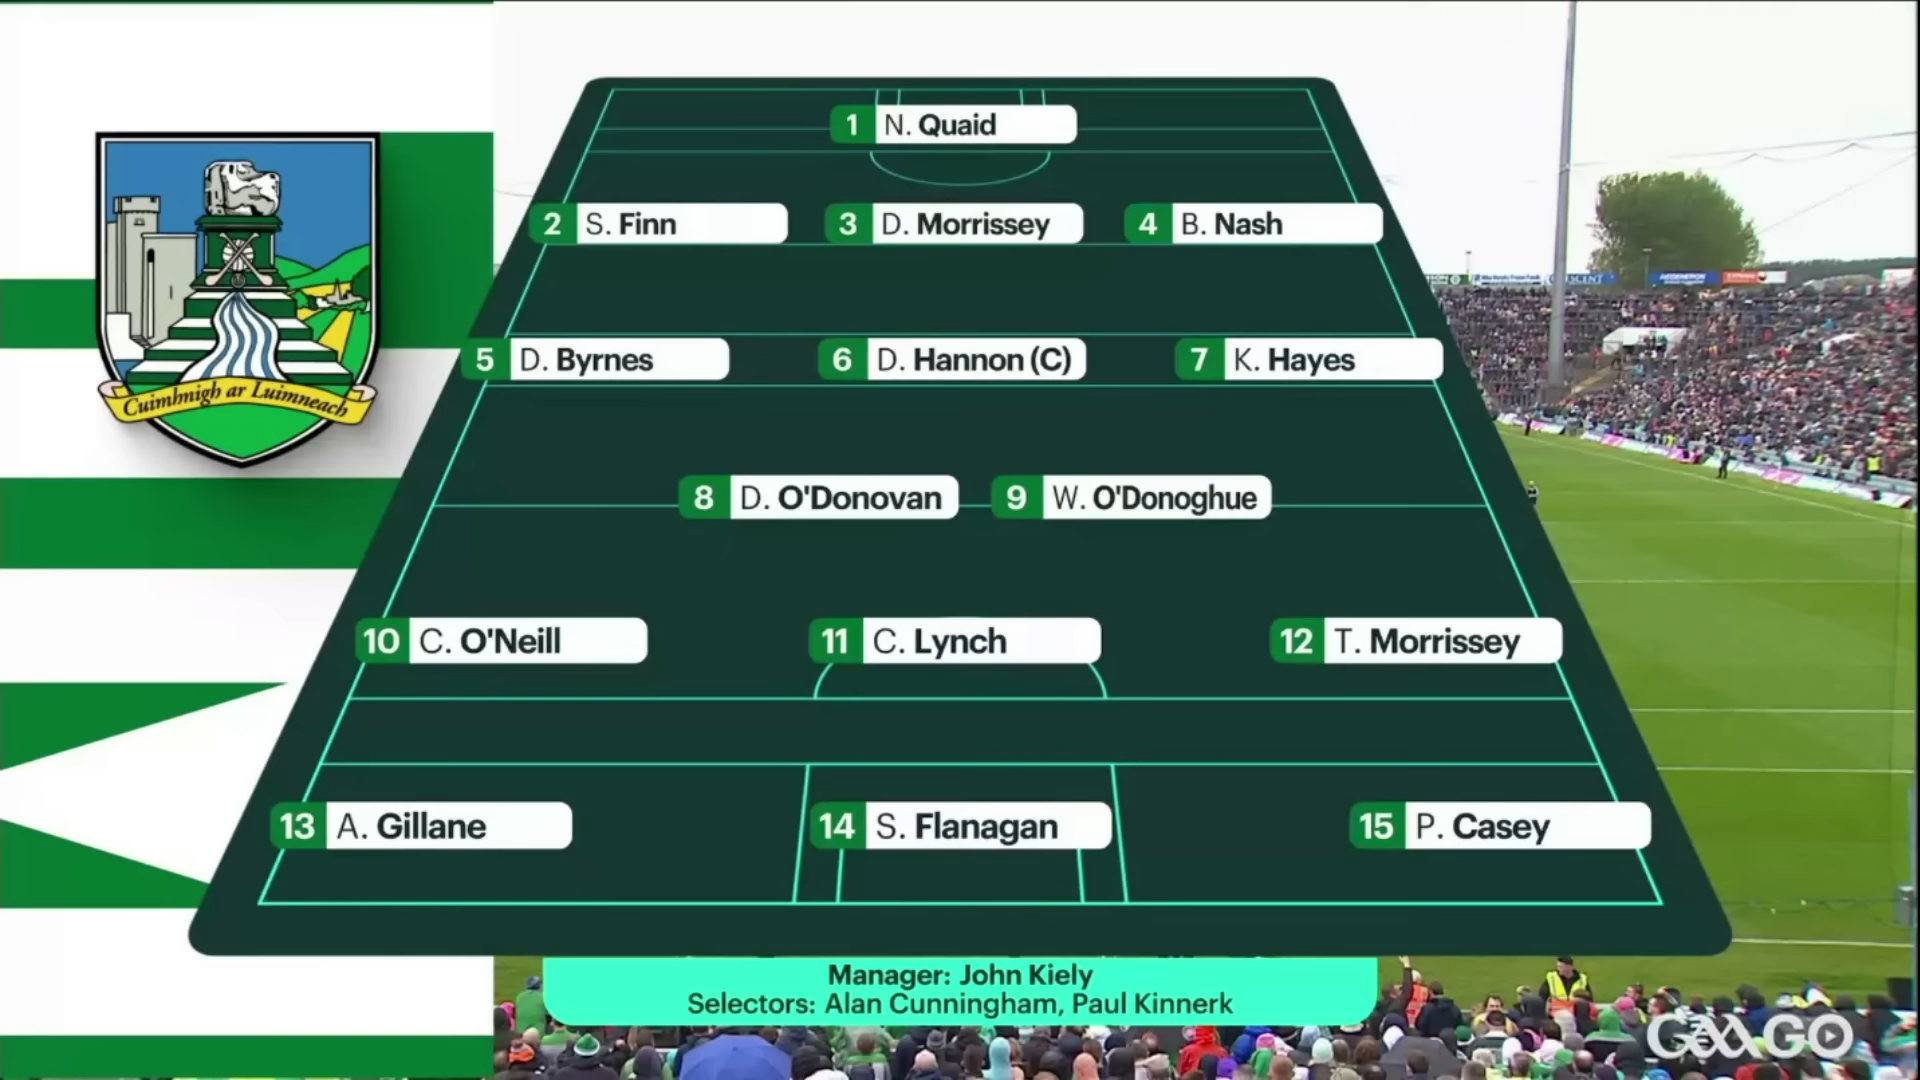 1 N. Quaid
2 S. Finn
3 D. Morrissey
4 B. Nash
5 D. Byrnes
6 D. Hannon (C)
7 K. Hayes
8 D. O'Donovan
9 W. O'Donoghue
10 C. O'Neill
11 C. Lynch
12 T. Morrissey
13 A. Gillane
14 S. Flanagan
15 P. Casey
Cuimhnigh ar Luimneach
Manager: John Kiely
Selectors: Alan Cunningham, Paul Kinnerk
GAAGO